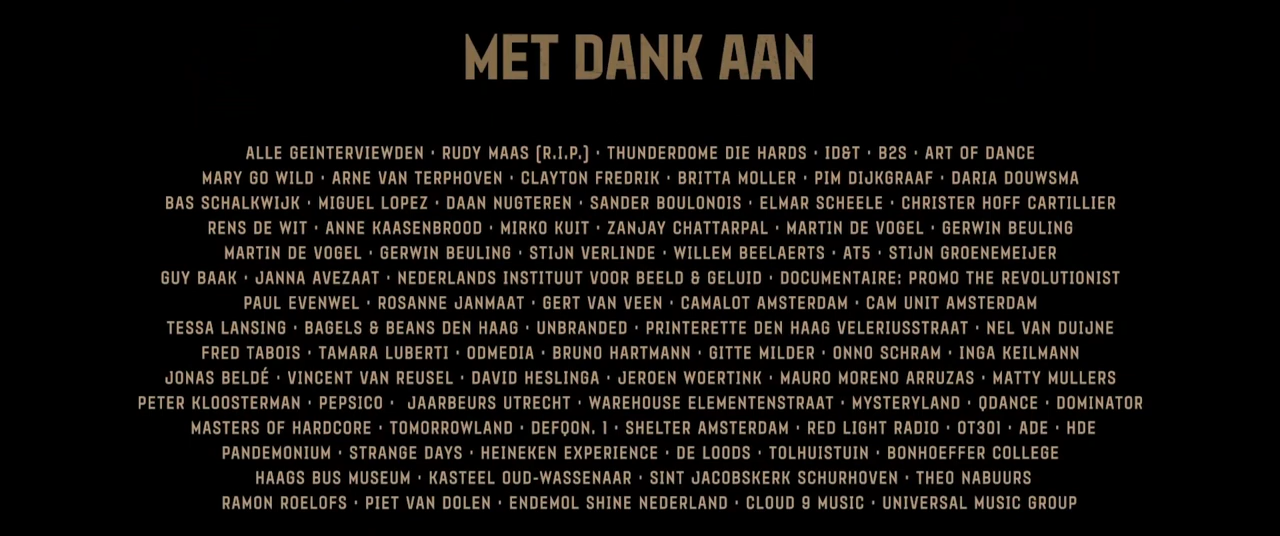 MET DANK AAN
ALLE GEINTERVIEWDEN · RUDY MAAS (R.I.P.) · THUNDERDOME DIE HARDS · ID&T · B2S · ART OF DANCE
MARY GO WILD · ARNE VAN TERPHOVEN · CLAYTON FREDRIK · BRITTA MOLLER · PIM DIJKGRAAF · DARIA DOUWSMA
BAS SCHALKWIJK · MIGUEL LOPEZ · DAAN NUGTEREN · SANDER BOULONOIS · ELMAR SCHEELE · CHRISTER HOFF CARTILLIER
RENS DE WIT · ANNE KAASENBROOD · MIRKO KUIT · ZANJAY CHATTARPAL · MARTIN DE VOGEL · GERWIN BEULING
MARTIN DE VOGEL · GERWIN BEULING · STIJN VERLINDE · WILLEM BEELAERTS · AT5 · STIJN GROENEMEIJER
GUY BAAK · JANNA AVEZAAT · NEDERLANDS INSTITUUT VOOR BEELD & GELUID · DOCUMENTAIRE: PROMO THE REVOLUTIONIST
PAUL EVENWEL · ROSANNE JANMAAT · GERT VAN VEEN · CAMALOT AMSTERDAM · CAM UNIT AMSTERDAM
TESSA LANSING · BAGELS & BEANS DEN HAAG · UNBRANDED · PRINTERETTE DEN HAAG VELERIUSSTRAAT · NEL VAN DUIJNE
FRED TABOIS · TAMARA LUBERTI · ODMEDIA · BRUNO HARTMANN · GITTE MILDER · ONNO SCHRAM · INGA KEILMANN
JONAS BELDÉ · VINCENT VAN REUSEL · DAVID HESLINGA · JEROEN WOERTINK · MAURO MORENO ARRUZAS · MATTY MULLERS
PETER KLOOSTERMAN · PEPSICO · JAARBEURS UTRECHT · WAREHOUSE ELEMENTENSTRAAT · MYSTERYLAND · QDANCE · DOMINATOR
MASTERS OF HARDCORE · TOMORROWLAND · DEFQON. 1 · SHELTER AMSTERDAM · RED LIGHT RADIO · OT301 · ADE · HDE
PANDEMONIUM · STRANGE DAYS · HEINEKEN EXPERIENCE · DE LOODS · TOLHUISTUIN · BONHOEFFER COLLEGE
HAAGS BUS MUSEUM · KASTEEL OUD-WASSENAAR · SINT JACOBSKERK SCHURHOVEN · THEO NABUURS
RAMON ROELOFS · PIET VAN DOLEN · ENDEMOL SHINE NEDERLAND · CLOUD 9 MUSIC · UNIVERSAL MUSIC GROUP